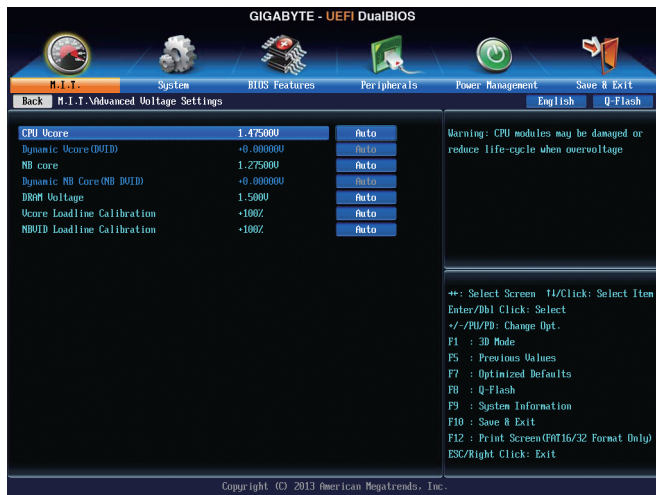 GIGABYTE - UEFI DualBIOS
M.I.T. System BIOS Features Peripherals Power Management Save & Exit
Back M.I.T.\Advanced Voltage Settings English Q-Flash
CPU Vcore 1.47500V Auto
Dynamic Vcore(DVID) +0.00000V Auto
NB core 1.27500V Auto
Dynamic NB Core(NB DVID) +0.00000V Auto
DRAM Voltage 1.500V Auto
Vcore Loadline Calibration +100% Auto
NBVID Loadline Calibration +100% Auto
Warning: CPU modules may be damaged or
reduce life-cycle when overvoltage
→←: Select Screen ↑↓/Click: Select Item
Enter/Dbl Click: Select
+/-/PU/PD: Change Opt.
F1 : 3D Mode
F5 : Previous Values
F7 : Optimized Defaults
F8 : Q-Flash
F9 : System Information
F10 : Save & Exit
F12 : Print Screen(FAT16/32 Format Only)
ESC/Right Click: Exit
Copyright (C) 2013 American Megatrends, Inc.